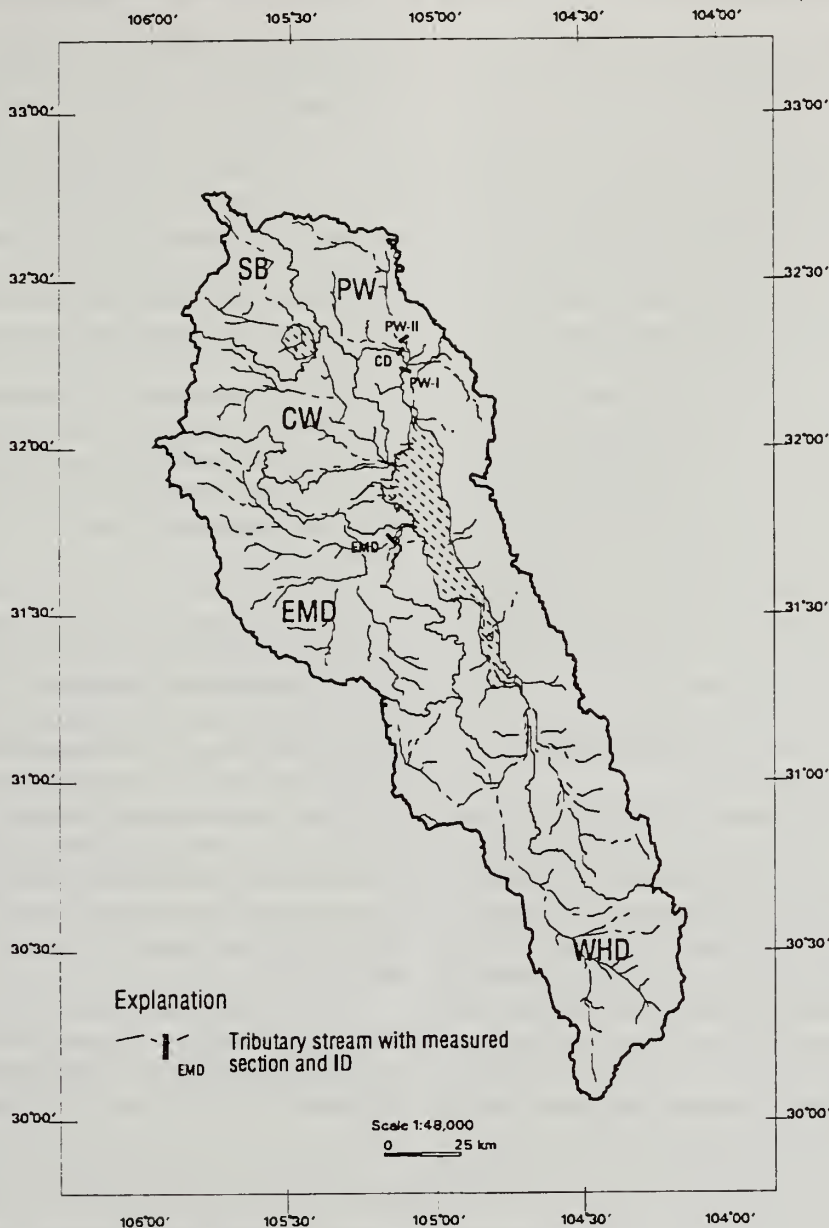 106°00' 105°30' 105°00' 104°30' 104°00'
33°00' 33°00'
SB
32°30' 32°30'
PW
PW-II
CD
PW-I
CW
32°00' 32°00'
EMD
EMD
31°30' 31°30'
31°00' 31°00'
WHD
30°30' 30°30'
Explanation
Tributary stream with measured
EMD section and ID
30°00' 30°00'
Scale 1:48,000
0 25 km
106°00' 105°30' 105°00' 104°30' 104°00'